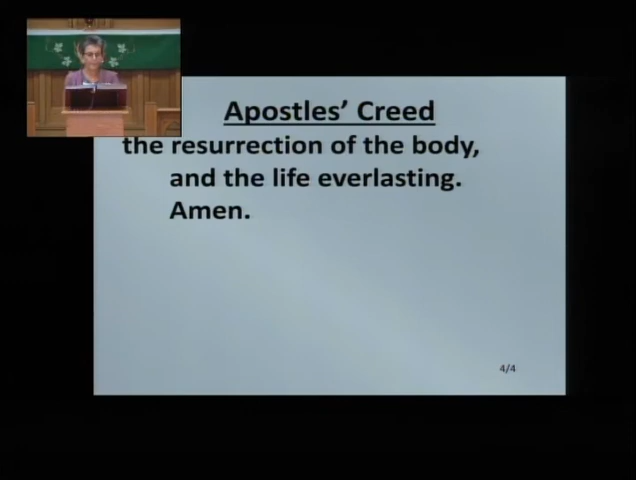 Apostles’ Creed
the resurrection of the body,
and the life everlasting.
Amen.
4/4